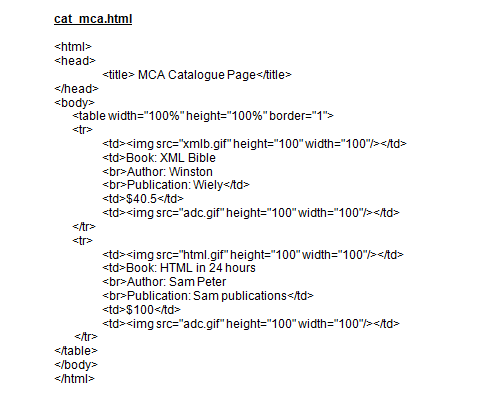 cat_mca.html
<html>
<head>
<title> MCA Catalogue Page</title>
</head>
<body>
<table width="100%" height="100%" border="1">
<tr>
<td><img src="xmlb.gif" height="100" width="100"/></td>
<td>Book: XML Bible
<br>Author: Winston
<br>Publication: Wiely</td>
<td>$40.5</td>
<td><img src="adc.gif" height="100" width="100"/></td>
</tr>
<tr>
<td><img src="html.gif" height="100" width="100"/></td>
<td>Book: HTML in 24 hours
<br>Author: Sam Peter
<br>Publication: Sam publications</td>
<td>$100</td>
<td><img src="adc.gif" height="100" width="100"/></td>
</tr>
</table>
</body>
</html>